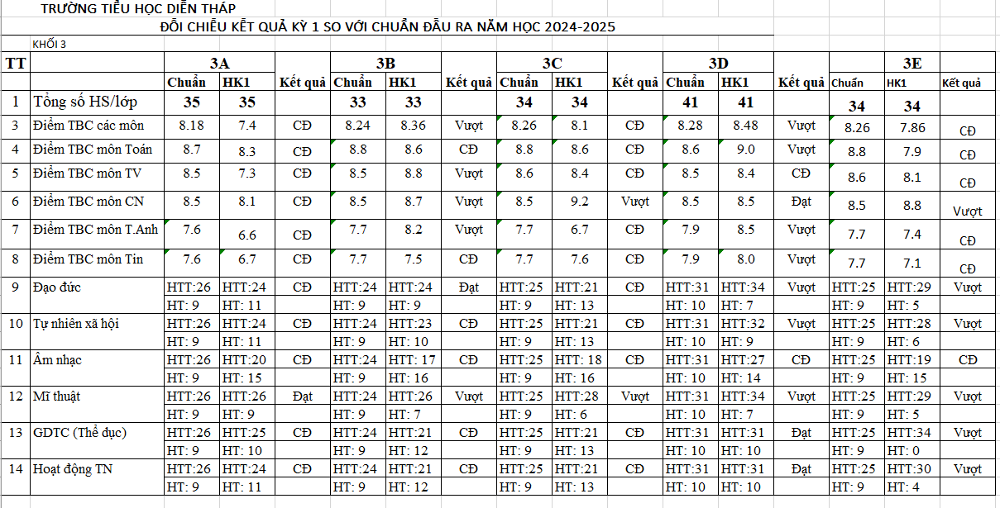 TRƯỜNG TIỂU HỌC DIỄN THÁP
ĐỐI CHIẾU KẾT QUẢ KỲ 1 SO VỚI CHUẨN ĐẦU RA NĂM HỌC 2024-2025
KHỐI 3
TT 3A 3B 3C 3D 3E
Chuẩn HK1 Kết quả Chuẩn HK1 Kết quả Chuẩn HK1 Kết quả Chuẩn HK1 Kết quả Chuẩn HK1 Kết quả
1 Tổng số HS/lớp 35 35 33 33 34 34 41 41 34 34
3 Điểm TBC các môn 8.18 7.4 CĐ 8.24 8.36 Vượt 8.26 8.1 CĐ 8.28 8.48 Vượt 8.26 7.86 CĐ
4 Điểm TBC môn Toán 8.7 8.3 CĐ 8.8 8.6 CĐ 8.8 8.6 CĐ 8.6 9.0 Vượt 8.8 7.9 CĐ
5 Điểm TBC môn TV 8.5 7.3 CĐ 8.5 8.8 Vượt 8.6 8.4 CĐ 8.5 8.4 CĐ 8.6 8.1 CĐ
6 Điểm TBC môn CN 8.5 8.1 CĐ 8.5 8.7 Vượt 8.5 9.2 Vượt 8.5 8.5 Đạt 8.5 8.8 Vượt
7 Điểm TBC môn T.Anh 7.6 6.6 CĐ 7.7 8.2 Vượt 7.7 6.7 CĐ 7.9 8.5 Vượt 7.7 7.4 CĐ
8 Điểm TBC môn Tin 7.6 6.7 CĐ 7.7 7.5 CĐ 7.7 7.6 CĐ 7.9 8.0 Vượt 7.7 7.1 CĐ
9 Đạo đức HTT:26 HTT:24 CĐ HTT:24 HTT:24 Đạt HTT:25 HTT:21 CĐ HTT:31 HTT:34 Vượt HTT:25 HTT:29 Vượt
HT: 9 HT: 11 HT: 9 HT: 9 HT: 9 HT: 13 HT: 10 HT: 7 HT: 9 HT: 5
10 Tự nhiên xã hội HTT:26 HTT:24 CĐ HTT:24 HTT:23 CĐ HTT:25 HTT:21 CĐ HTT:31 HTT:32 Vượt HTT:25 HTT:28 Vượt
HT: 9 HT: 11 HT: 9 HT: 10 HT: 9 HT: 13 HT: 10 HT: 9 HT: 9 HT: 6
11 Âm nhạc HTT:26 HTT:20 CĐ HTT:24 HTT: 17 CĐ HTT:25 HTT: 18 CĐ HTT:31 HTT:27 CĐ HTT:25 HTT:19 CĐ
HT: 9 HT: 15 HT: 9 HT: 16 HT: 9 HT: 16 HT: 10 HT: 14 HT: 9 HT: 15
12 Mĩ thuật HTT:26 HTT:26 Đạt HTT:24 HTT:26 Vượt HTT:25 HTT:28 Vượt HTT:31 HTT:34 Vượt HTT:25 HTT:29 Vượt
HT: 9 HT: 9 HT: 9 HT: 7 HT: 9 HT: 6 HT: 10 HT: 7 HT: 9 HT: 5
13 GDTC (Thể dục) HTT:26 HTT:25 CĐ HTT:24 HTT:21 CĐ HTT:25 HTT:21 CĐ HTT:31 HTT:31 Đạt HTT:25 HTT:34 Vượt
HT: 9 HT: 10 HT: 9 HT: 12 HT: 9 HT: 13 HT: 10 HT: 10 HT: 9 HT: 0
14 Hoạt động TN HTT:26 HTT:24 CĐ HTT:24 HTT:21 CĐ HTT:25 HTT:21 CĐ HTT:31 HTT:31 Đạt HTT:25 HTT:30 Vượt
HT: 9 HT: 11 HT: 9 HT: 12 HT: 9 HT: 13 HT: 10 HT: 10 HT: 9 HT: 4